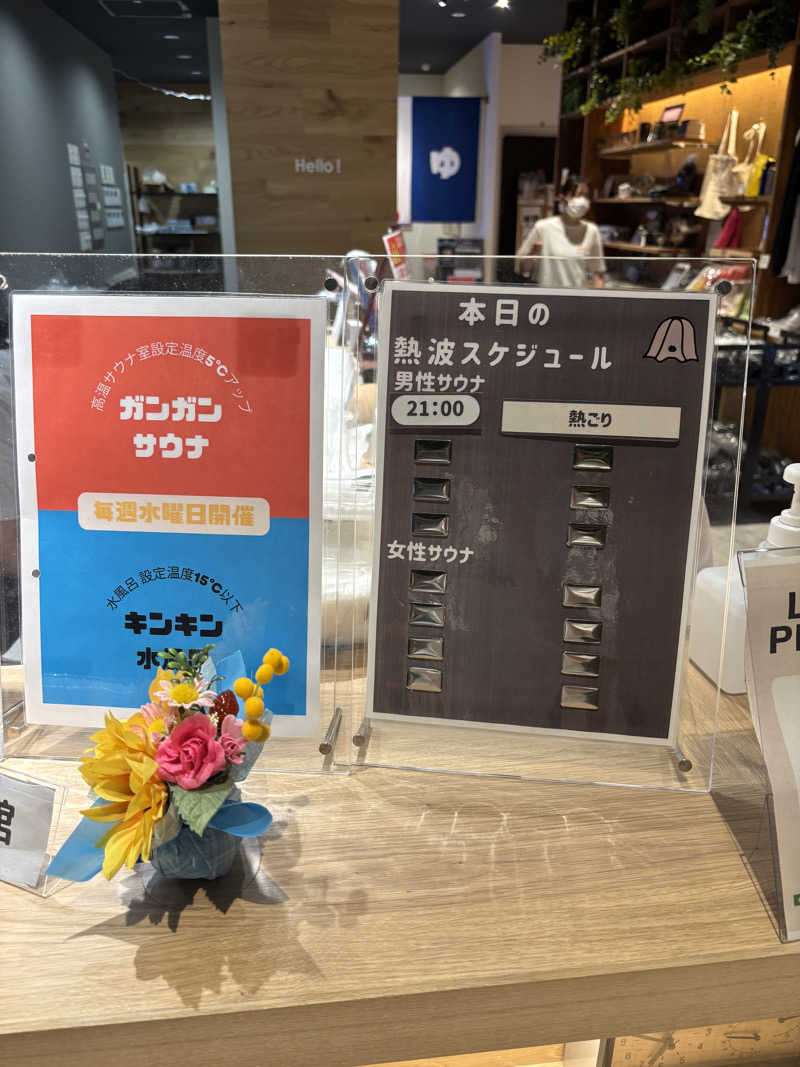 Hello!
ゆ
高温サウナ室設定温度5℃アップ
ガンガン
サウナ
毎週水曜日開催
水風呂 設定温度15℃以下
キンキン
水
本日の
熱波スケジュール
男性サウナ
21:00
熱ごり
女性サウナ
館
L
P